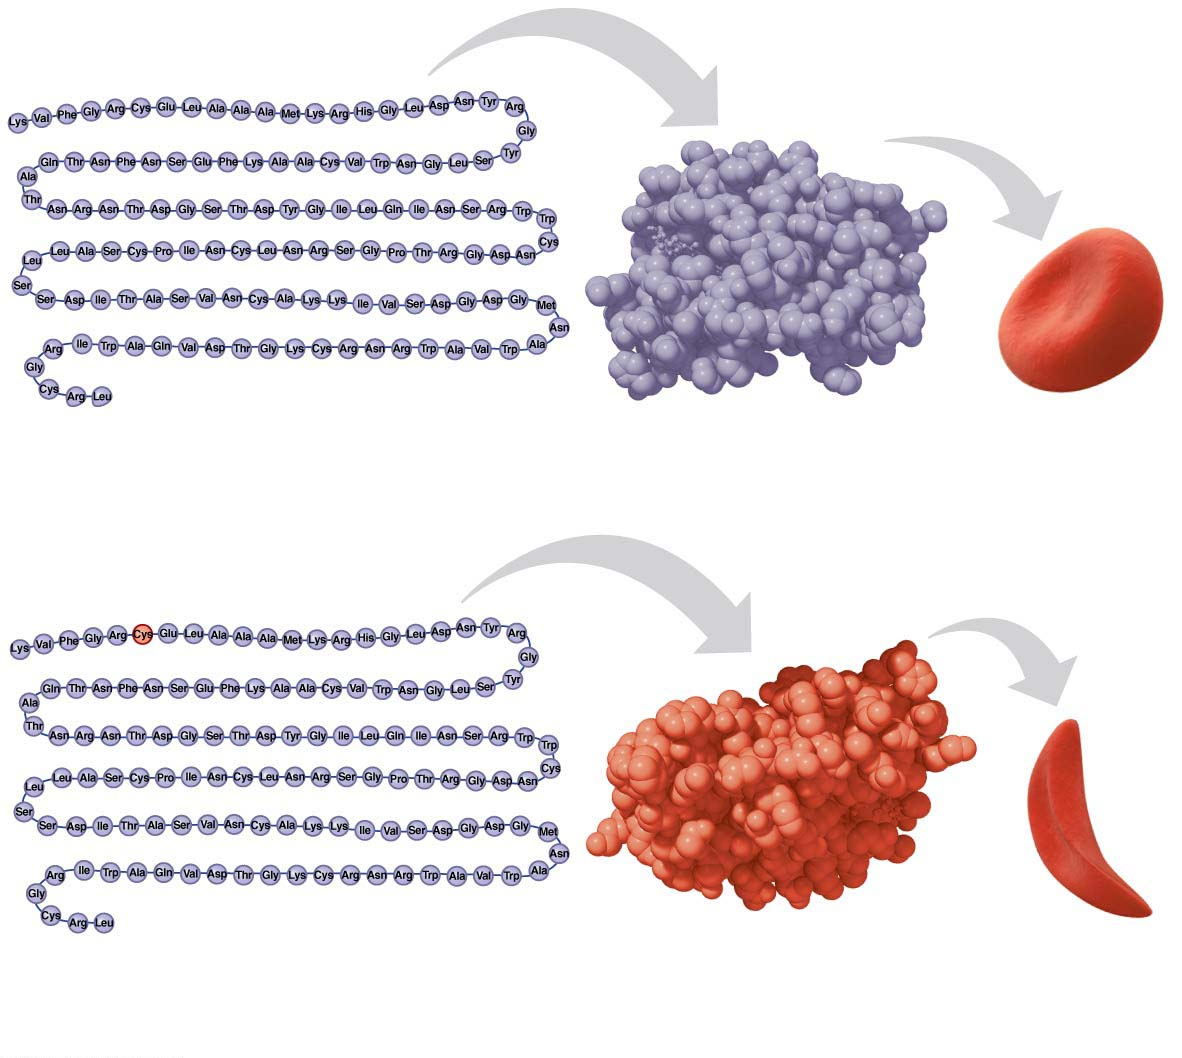 Lys Val Phe Gly Arg Cys Glu Leu Ala Ala Ala Met Lys Arg His Gly Leu Asp Asn Tyr Arg
Gly
Gln Thr Asn Phe Asn Ser Glu Phe Lys Ala Ala Cys Val Trp Asn Gly Leu Ser Tyr
Ala
Thr
Asn Arg Asn Thr Asp Gly Ser Thr Asp Tyr Gly Ile Leu Gln Ile Asn Ser Arg Trp Trp
Cys
Leu Leu Ala Ser Cys Pro Ile Asn Cys Leu Asn Arg Ser Gly Pro Thr Arg Gly Asp Asn
Ser
Ser Asp Ile Thr Ala Ser Val Asn Cys Ala Lys Lys Ile Val Ser Asp Gly Asp Gly Met
Asn
Arg Ile Trp Ala Gln Val Asp Thr Gly Lys Cys Arg Asn Arg Trp Ala Val Trp Ala
Gly
Cys Arg Leu
Lys Val Phe Gly Arg Cys Glu Leu Ala Ala Ala Met Lys Arg His Gly Leu Asp Asn Tyr Arg
Gly
Gln Thr Asn Phe Asn Ser Glu Phe Lys Ala Ala Cys Val Trp Asn Gly Leu Ser Tyr
Ala
Thr
Asn Arg Asn Thr Asp Gly Ser Thr Asp Tyr Gly Ile Leu Gln Ile Asn Ser Arg Trp Trp
Cys
Leu Leu Ala Ser Cys Pro Ile Asn Cys Leu Asn Arg Ser Gly Pro Thr Arg Gly Asp Asn
Ser
Ser Asp Ile Thr Ala Ser Val Asn Cys Ala Lys Lys Ile Val Ser Asp Gly Asp Gly Met
Asn
Arg Ile Trp Ala Gln Val Asp Thr Gly Lys Cys Arg Asn Arg Trp Ala Val Trp Ala
Gly
Cys Arg Leu